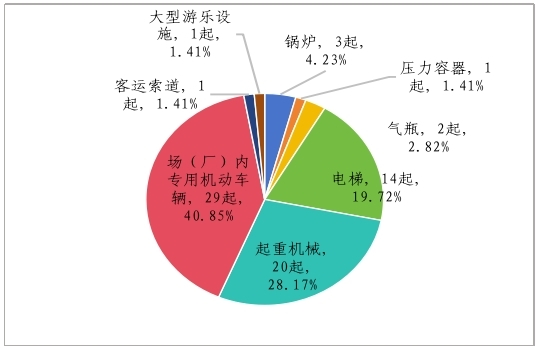 大型游乐设
施，1起，
1.41%
锅炉，3起，
4.23%
压力容器，1
起，1.41%
客运索道，1
起，1.41%
气瓶，2起，
2.82%
场（厂）内
专用机动车
辆，29起，
40.85%
电梯，14起，
19.72%
起重机械，
20起，
28.17%